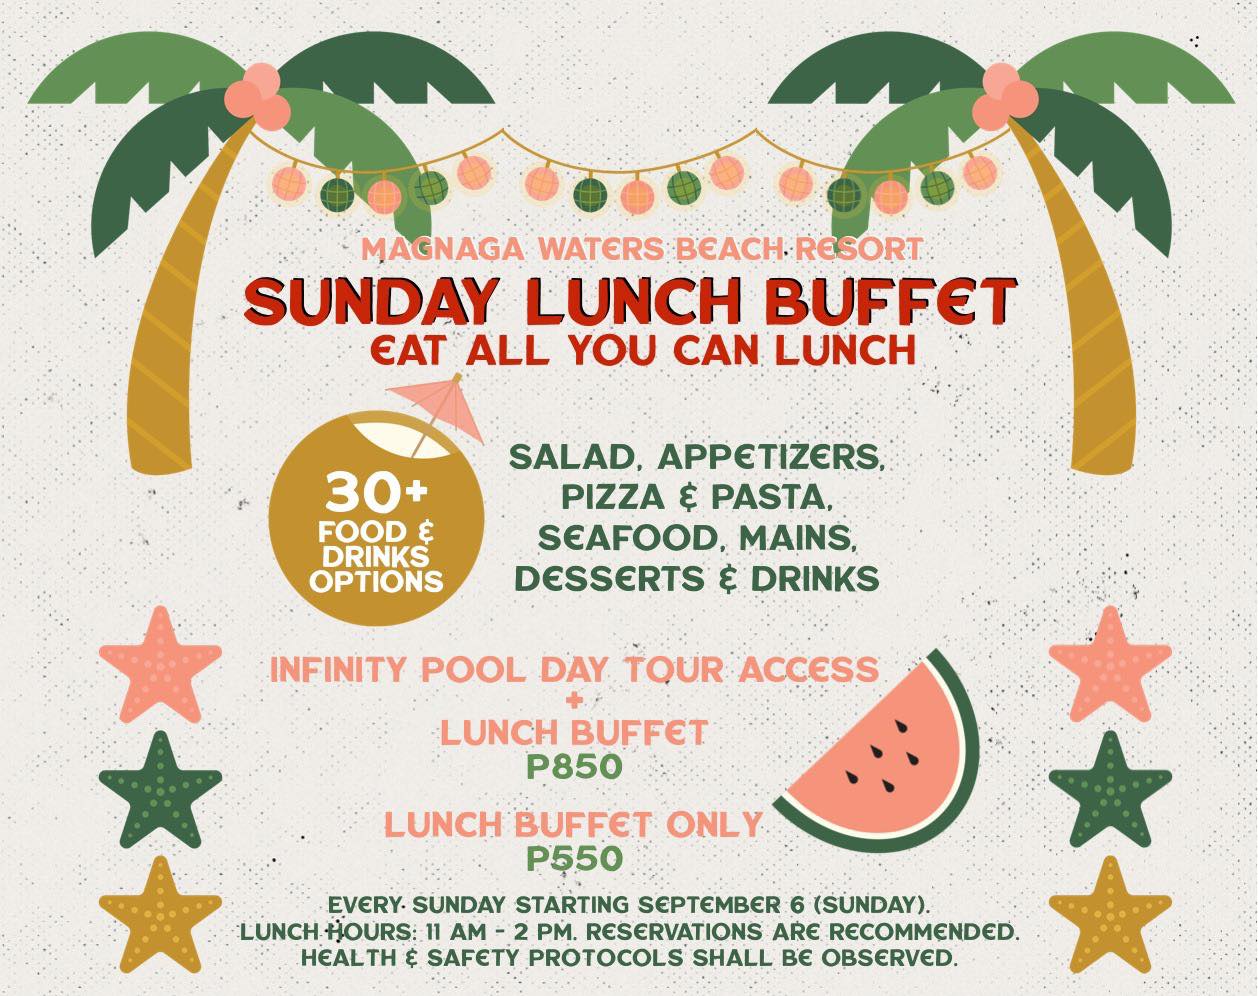 MAGNAGA WATERS BEACH RESORT
SUNDAY LUNCH BUFFET
EAT ALL YOU CAN LUNCH
30+
FOOD &
DRINKS
OPTIONS
SALAD, APPETIZERS,
PIZZA & PASTA,
SEAFOOD, MAINS,
DESSERTS & DRINKS
INFINITY POOL DAY TOUR ACCESS
+
LUNCH BUFFET
P850
LUNCH BUFFET ONLY
P550
EVERY SUNDAY STARTING SEPTEMBER 6 (SUNDAY).
LUNCH HOURS: 11 AM - 2 PM. RESERVATIONS ARE RECOMMENDED.
HEALTH & SAFETY PROTOCOLS SHALL BE OBSERVED.